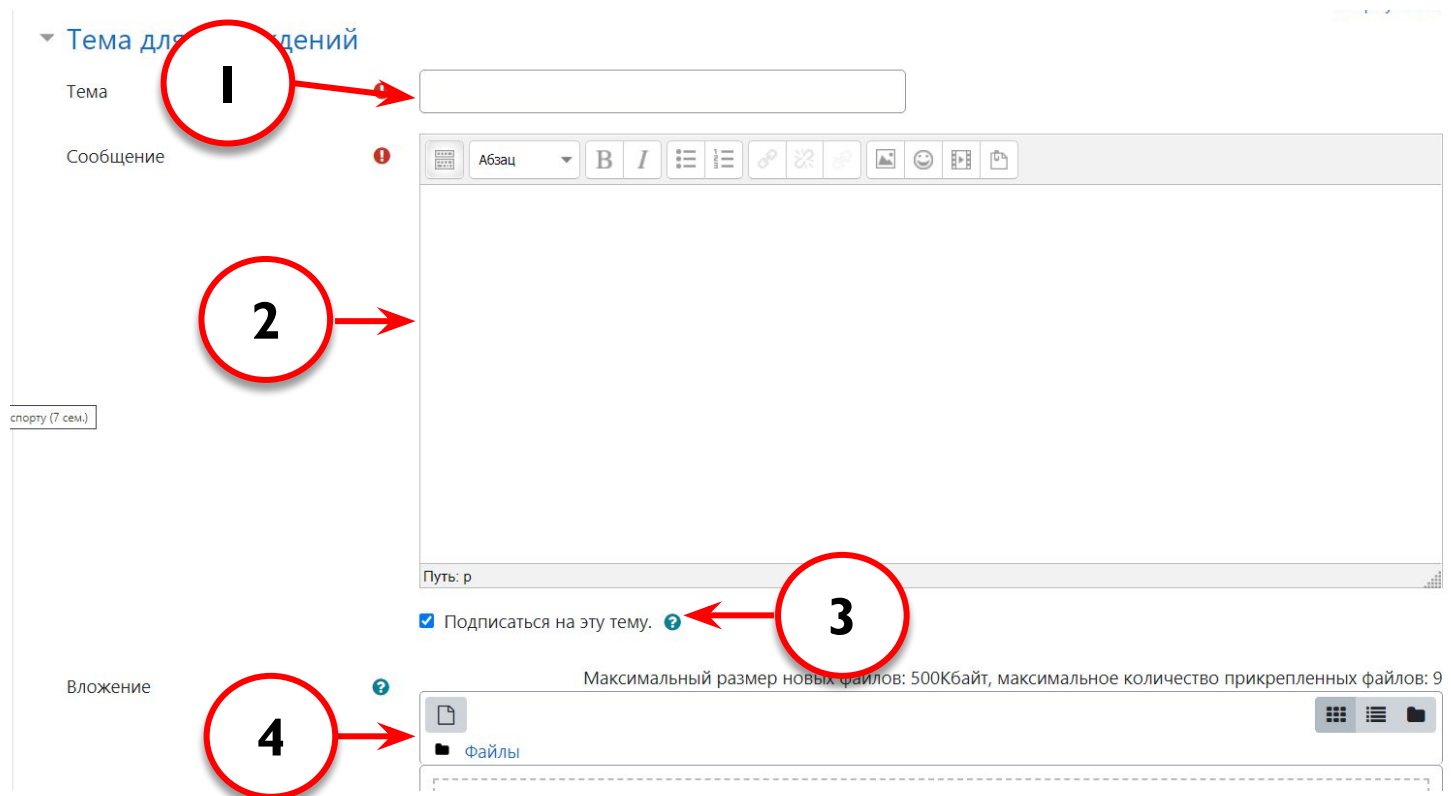 Тема для ждений
Тема
1
Сообщение
Абзац
B I
2
спорту (7 сем.)
Путь: p
Подписаться на эту тему.
3
Максимальный размер новых файлов: 500Кбайт, максимальное количество прикрепленных файлов: 9
Вложение
4
Файлы